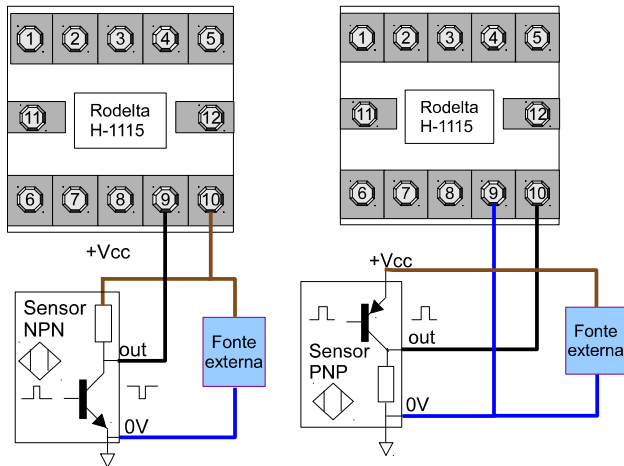 1 2 3 4 5
11 Rodelta 12
H-1115
6 7 8 9 10
+Vcc
Sensor
NPN
out
0V
Fonte
externa
1 2 3 4 5
11 Rodelta 12
H-1115
6 7 8 9 10
+Vcc
Sensor
PNP
out
0V
Fonte
externa